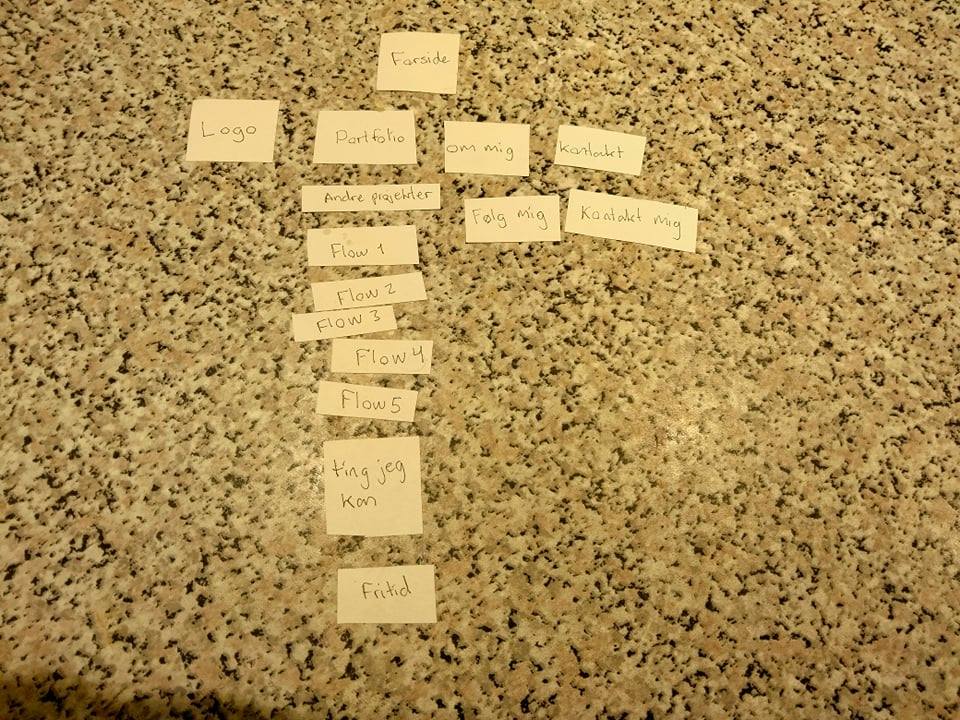 Forside
Logo
Portfolio
om mig
kontakt
Andre projekter
Følg mig
Kontakt mig
Flow 1
Flow 2
Flow 3
Flow 4
Flow 5
ting jeg
kan
Fritid